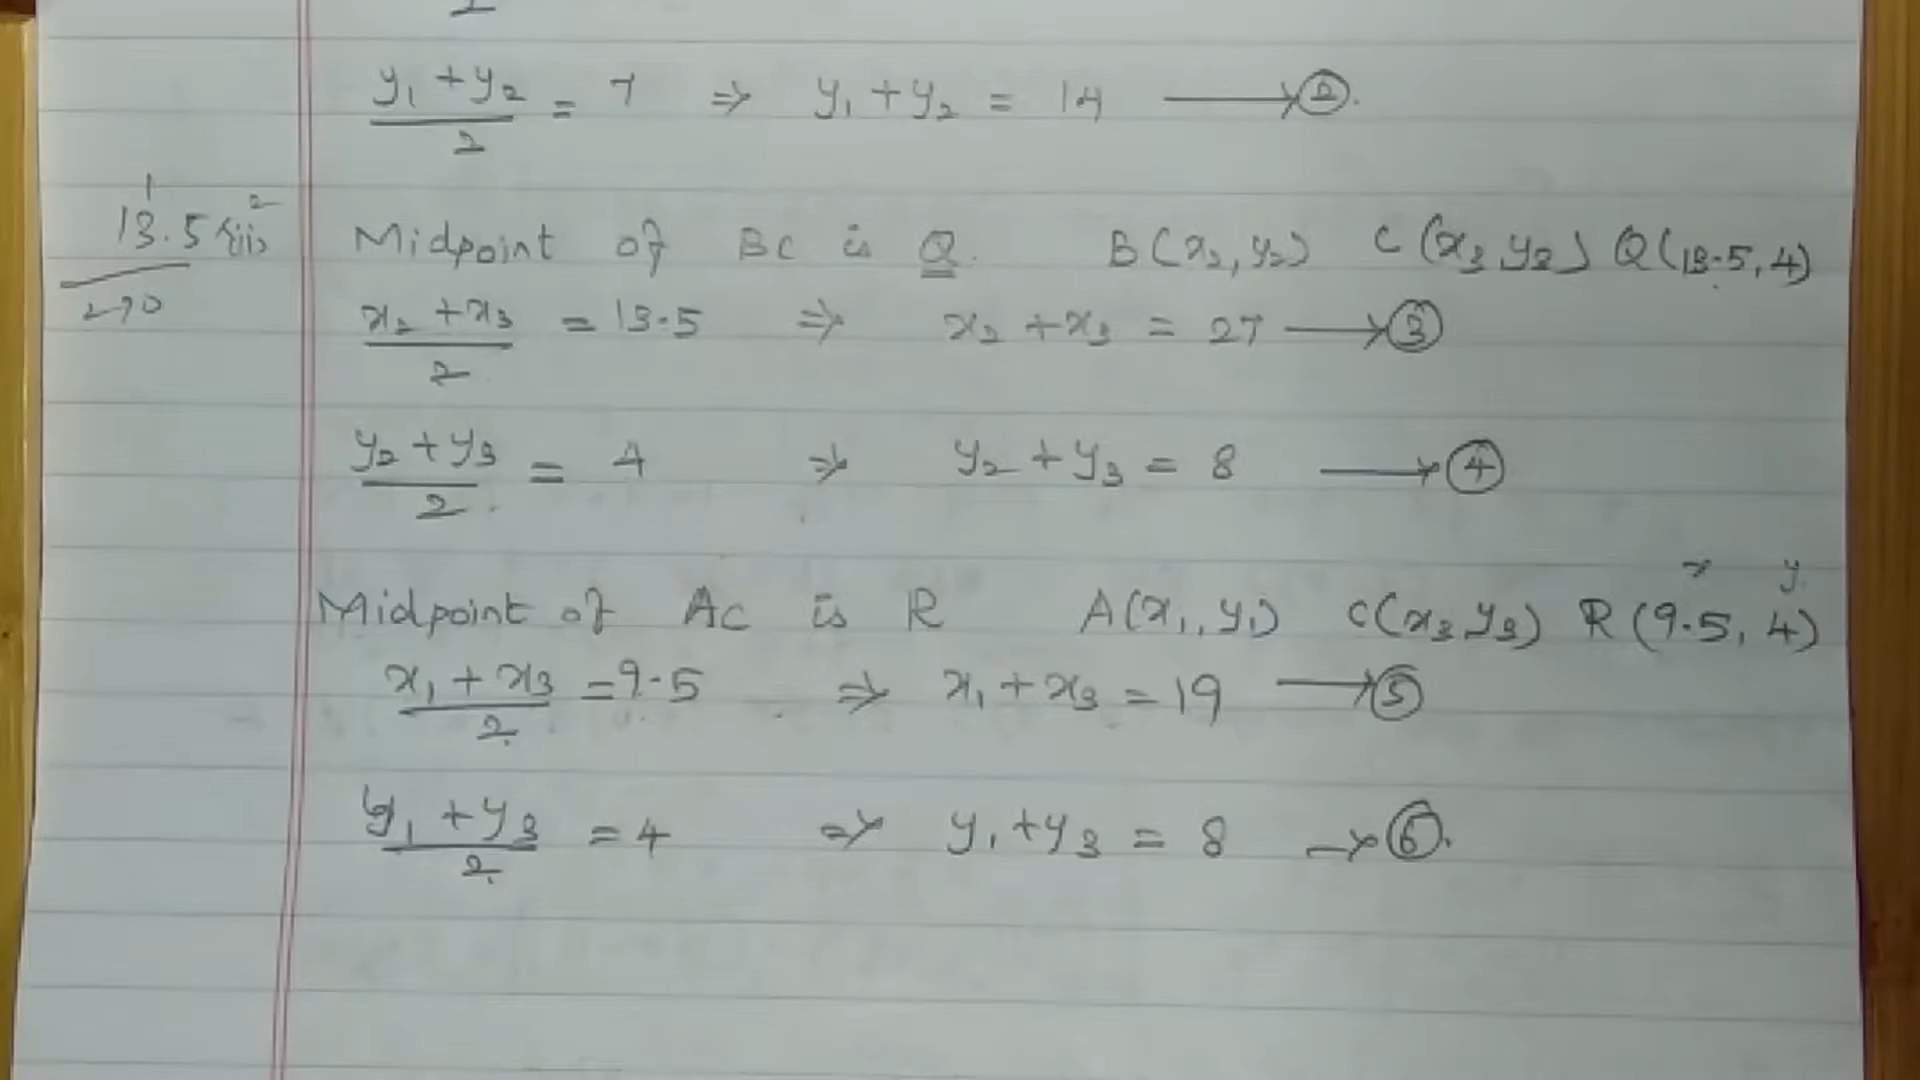 2
y₁ + y₂ / 2 = 7 ⇒ y₁ + y₂ = 14 → ②.
1
13.5 × 2
270
Midpoint of BC is Q. B(x₂, y₂) C(x₃ y₃) Q(13.5, 4)
x₂ + x₃ / 2 = 13.5 ⇒ x₂ + x₃ = 27 → ③
y₂ + y₃ / 2 = 4 ⇒ y₂ + y₃ = 8 → ④
x y
Midpoint of AC is R A(x₁, y₁) C(x₃ y₃) R(9.5, 4)
x₁ + x₃ / 2 = 9.5 ⇒ x₁ + x₃ = 19 → ⑤
y₁ + y₃ / 2 = 4 ⇒ y₁ + y₃ = 8 → ⑥.